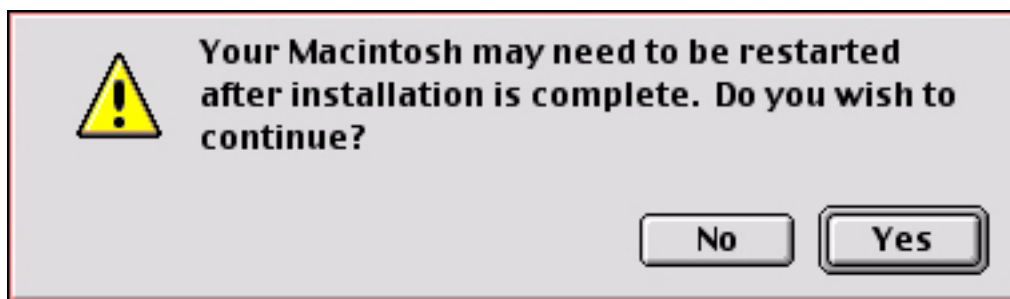 Your Macintosh may need to be restarted
after installation is complete.  Do you wish to
continue?
No
Yes